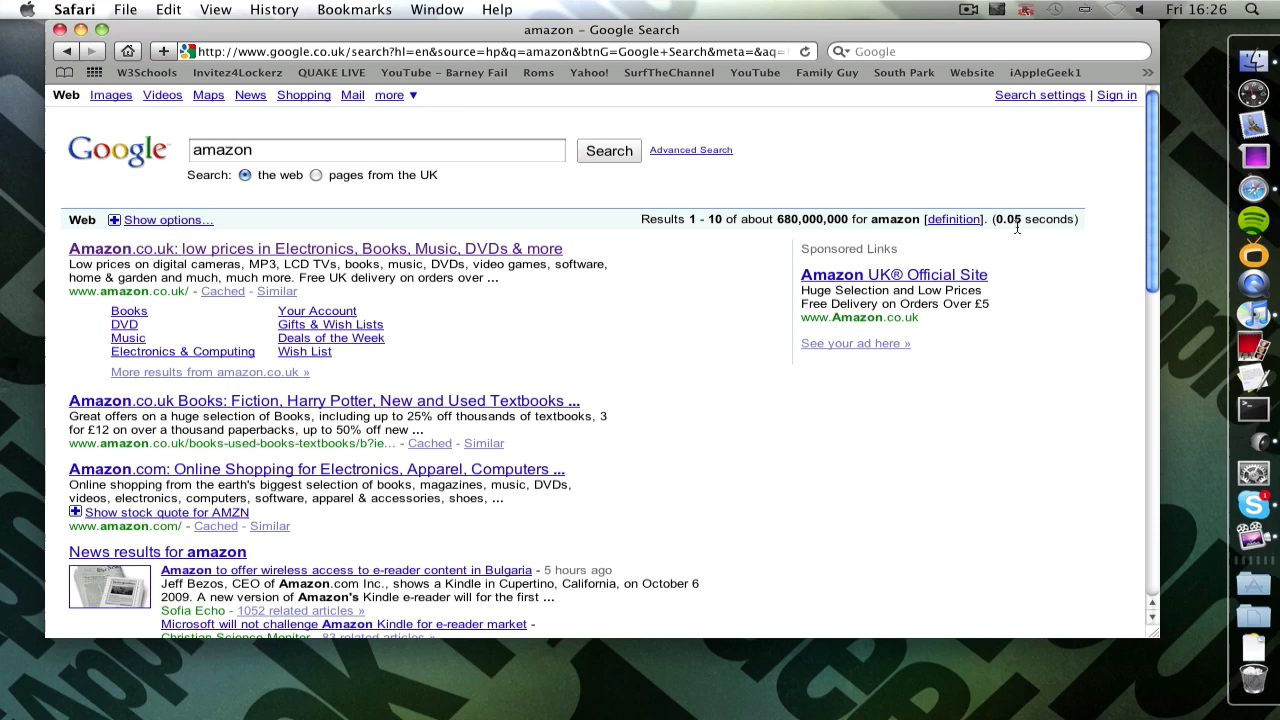 Safari File Edit View History Bookmarks Window Help Fri 16:26
amazon – Google Search
http://www.google.co.uk/search?hl=en&source=hp&q=amazon&btnG=Google+Search&meta=&aq= Google
W3Schools Invitez4Lockerz QUAKE LIVE YouTube – Barney Fail Roms Yahoo! SurfTheChannel YouTube Family Guy South Park Website iAppleGeek1 »
Web Images Videos Maps News Shopping Mail more ▼ Search settings | Sign in
Google amazon Search Advanced Search
Search: the web pages from the UK
Web Show options... Results 1 - 10 of about 680,000,000 for amazon [definition]. (0.05 seconds)
Amazon.co.uk: low prices in Electronics, Books, Music, DVDs & more
Low prices on digital cameras, MP3, LCD TVs, books, music, DVDs, video games, software,
home & garden and much, much more. Free UK delivery on orders over ...
www.amazon.co.uk/ - Cached - Similar
Books Your Account
DVD Gifts & Wish Lists
Music Deals of the Week
Electronics & Computing Wish List
More results from amazon.co.uk »
Sponsored Links
Amazon UK® Official Site
Huge Selection and Low Prices
Free Delivery on Orders Over £5
www.Amazon.co.uk
See your ad here »
Amazon.co.uk Books: Fiction, Harry Potter, New and Used Textbooks ...
Great offers on a huge selection of Books, including up to 25% off thousands of textbooks, 3
for £12 on over a thousand paperbacks, up to 50% off new ...
www.amazon.co.uk/books-used-books-textbooks/b?ie... - Cached - Similar
Amazon.com: Online Shopping for Electronics, Apparel, Computers ...
Online shopping from the earth's biggest selection of books, magazines, music, DVDs,
videos, electronics, computers, software, apparel & accessories, shoes, ...
Show stock quote for AMZN
www.amazon.com/ - Cached - Similar
News results for amazon
Amazon to offer wireless access to e-reader content in Bulgaria - 5 hours ago
Jeff Bezos, CEO of Amazon.com Inc., shows a Kindle in Cupertino, California, on October 6
2009. A new version of Amazon's Kindle e-reader will for the first ...
Sofia Echo - 1052 related articles »
Microsoft will not challenge Amazon Kindle for e-reader market -
Christian Science Monitor - 83 related articles »
1